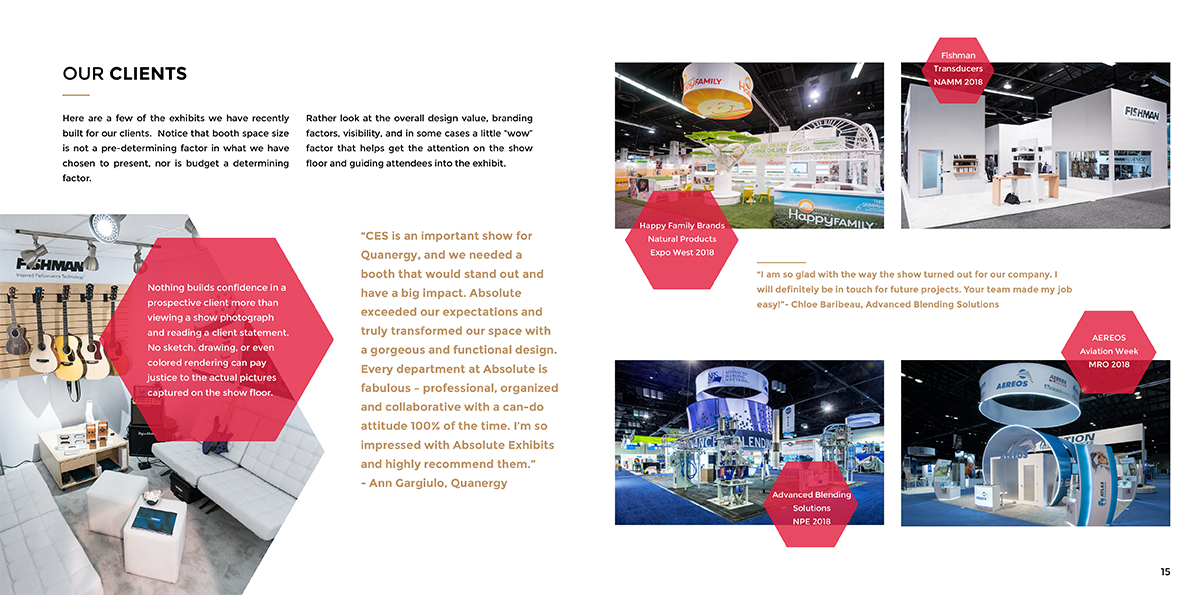 OUR CLIENTS
Here are a few of the exhibits we have recently
built for our clients. Notice that booth space size
is not a pre-determining factor in what we have
chosen to present, nor is budget a determining
factor.
Rather look at the overall design value, branding
factors, visibility, and in some cases a little "wow"
factor that helps get the attention on the show
floor and guiding attendees into the exhibit.
FISHMAN
Inspired Performance Technology
Nothing builds confidence in a
prospective client more than
viewing a show photograph
and reading a client statement.
No sketch, drawing, or even
colored rendering can pay
justice to the actual pictures
captured on the show floor.
"CES is an important show for
Quanergy, and we needed a
booth that would stand out and
have a big impact. Absolute
exceeded our expectations and
truly transformed our space with
a gorgeous and functional design.
Every department at Absolute is
fabulous – professional, organized
and collaborative with a can-do
attitude 100% of the time. I'm so
impressed with Absolute Exhibits
and highly recommend them."
- Ann Gargiulo, Quanergy
HAPPYFAMILY
HAPPYFAMILY
Happy Family Brands
Natural Products
Expo West 2018
Fishman
Transducers
NAMM 2018
FISHMAN
"I am so glad with the way the show turned out for our company. I
will definitely be in touch for future projects. Your team made my job
easy!"- Chloe Baribeau, Advanced Blending Solutions
ADVANCED
BLENDING
SOLUTIONS
Advanced Blending
Solutions
NPE 2018
AEREOS
Aviation Week
MRO 2018
AEREOS
AEREOS
ATLAS
15